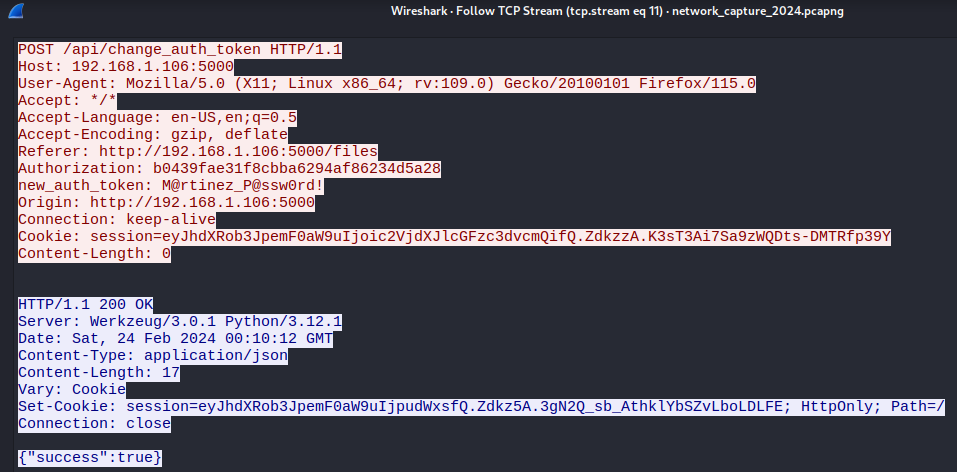 Wireshark · Follow TCP Stream (tcp.stream eq 11) · network_capture_2024.pcapng
POST /api/change_auth_token HTTP/1.1
Host: 192.168.1.106:5000
User-Agent: Mozilla/5.0 (X11; Linux x86_64; rv:109.0) Gecko/20100101 Firefox/115.0
Accept: */*
Accept-Language: en-US,en;q=0.5
Accept-Encoding: gzip, deflate
Referer: http://192.168.1.106:5000/files
Authorization: b0439fae31f8cbba6294af86234d5a28
new_auth_token: M@rtinez_P@ssw0rd!
Origin: http://192.168.1.106:5000
Connection: keep-alive
Cookie: session=eyJhdXRob3JpemF0aW9uIjoic2VjdXJlcGFzc3dvcmQifQ.ZdkzzA.K3sT3Ai7Sa9zWQDts-DMTRfp39Y
Content-Length: 0
HTTP/1.1 200 OK
Server: Werkzeug/3.0.1 Python/3.12.1
Date: Sat, 24 Feb 2024 00:10:12 GMT
Content-Type: application/json
Content-Length: 17
Vary: Cookie
Set-Cookie: session=eyJhdXRob3JpemF0aW9uIjpudWxsfQ.Zdkz5A.3gN2Q_sb_AthklYbSZvLboLDLFE; HttpOnly; Path=/
Connection: close
{"success":true}